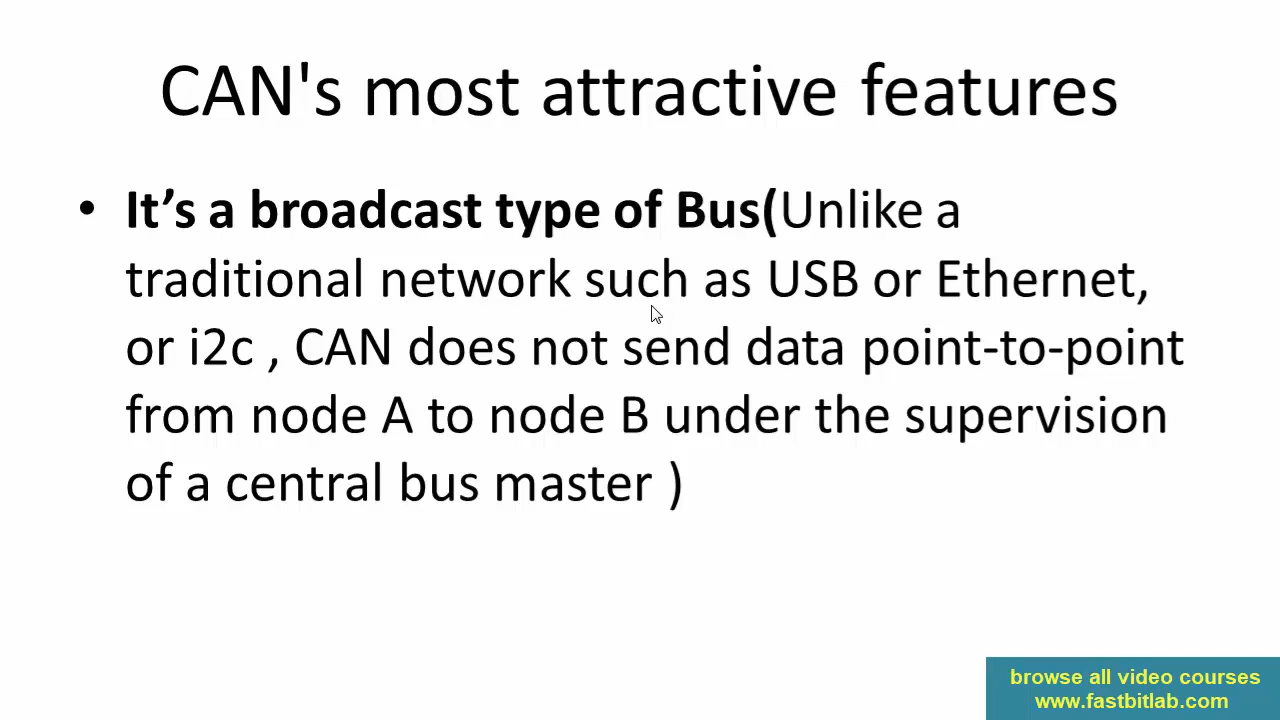 CAN's most attractive features
• It’s a broadcast type of Bus(Unlike a
traditional network such as USB or Ethernet,
or i2c , CAN does not send data point-to-point
from node A to node B under the supervision
of a central bus master )
browse all video courses
www.fastbitlab.com